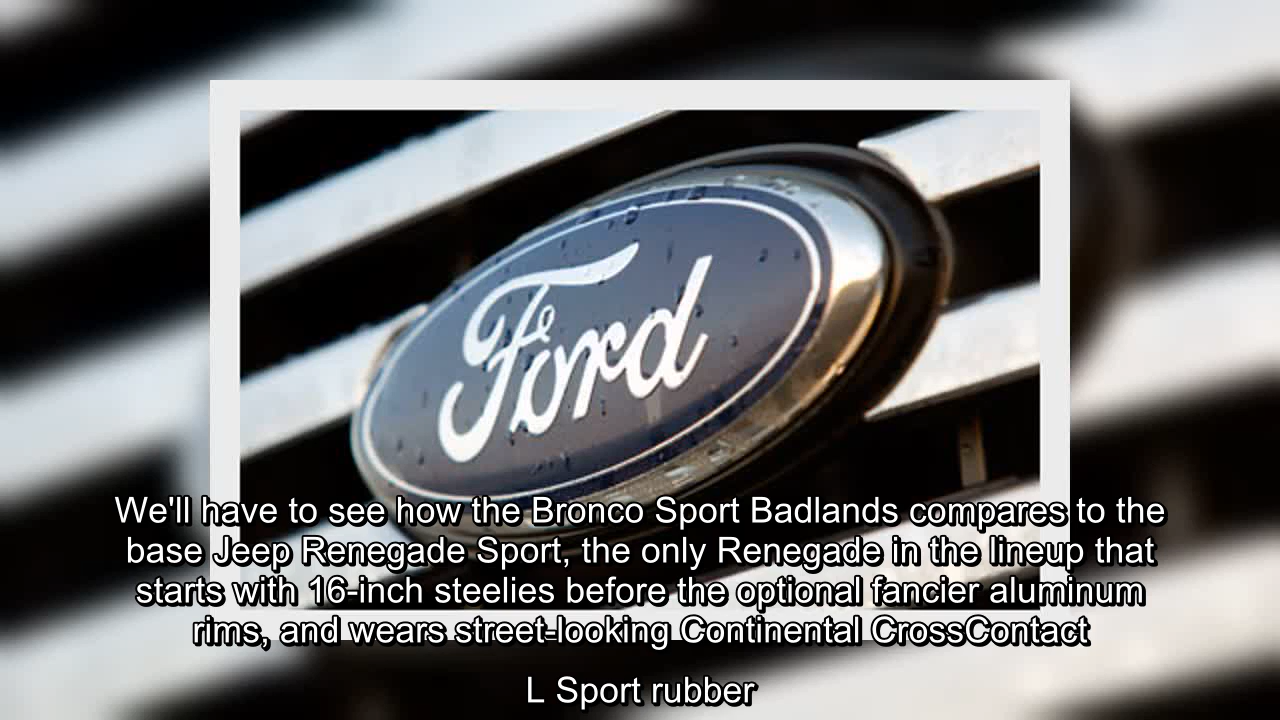 Ford
We'll have to see how the Bronco Sport Badlands compares to the
base Jeep Renegade Sport, the only Renegade in the lineup that
starts with 16-inch steelies before the optional fancier aluminum
rims, and wears street-looking Continental CrossContact
L Sport rubber